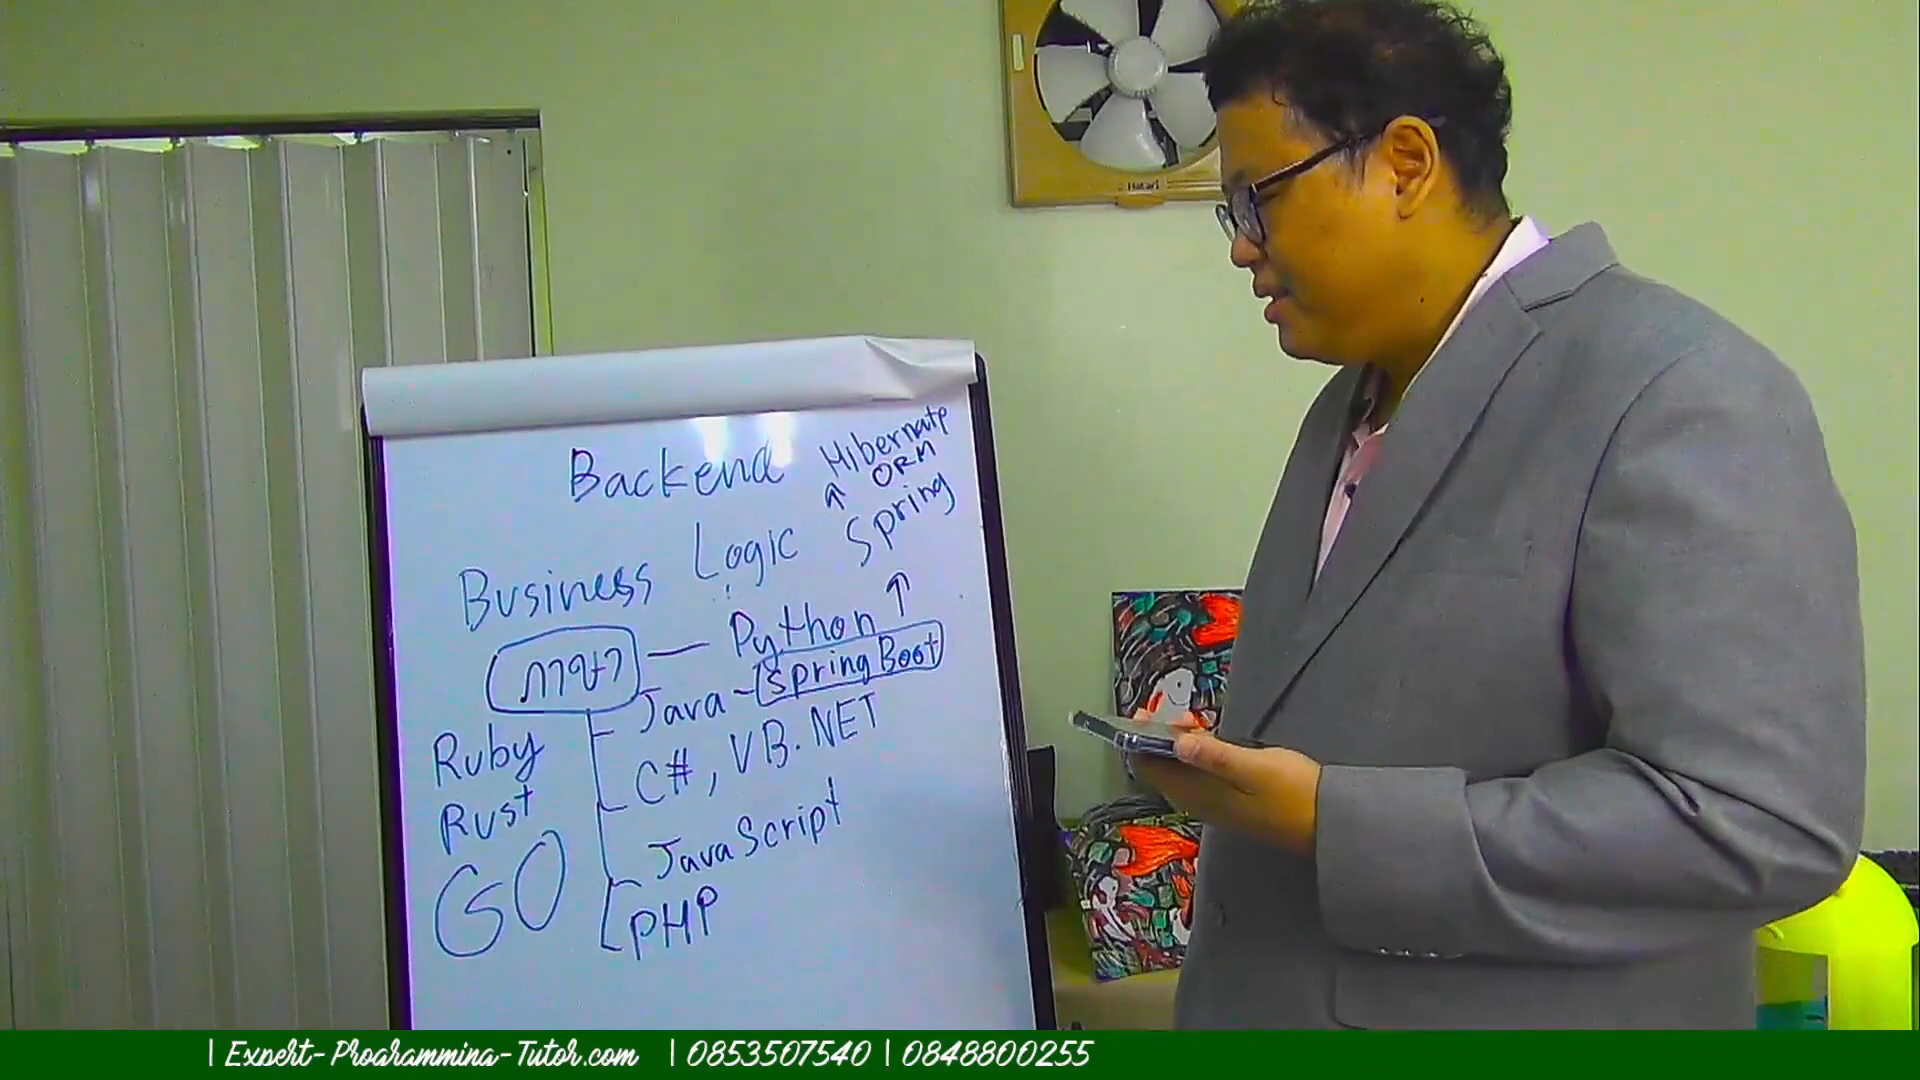 Hatari
Backend
Hibernate
ORM
↑
Spring
Business Logic
↑
ภาษา — Python
Java - Spring Boot
C#, VB.NET
JavaScript
PHP
Ruby
Rust
GO
| Expert-Programming-Tutor.com | 0853507540 | 0848800255